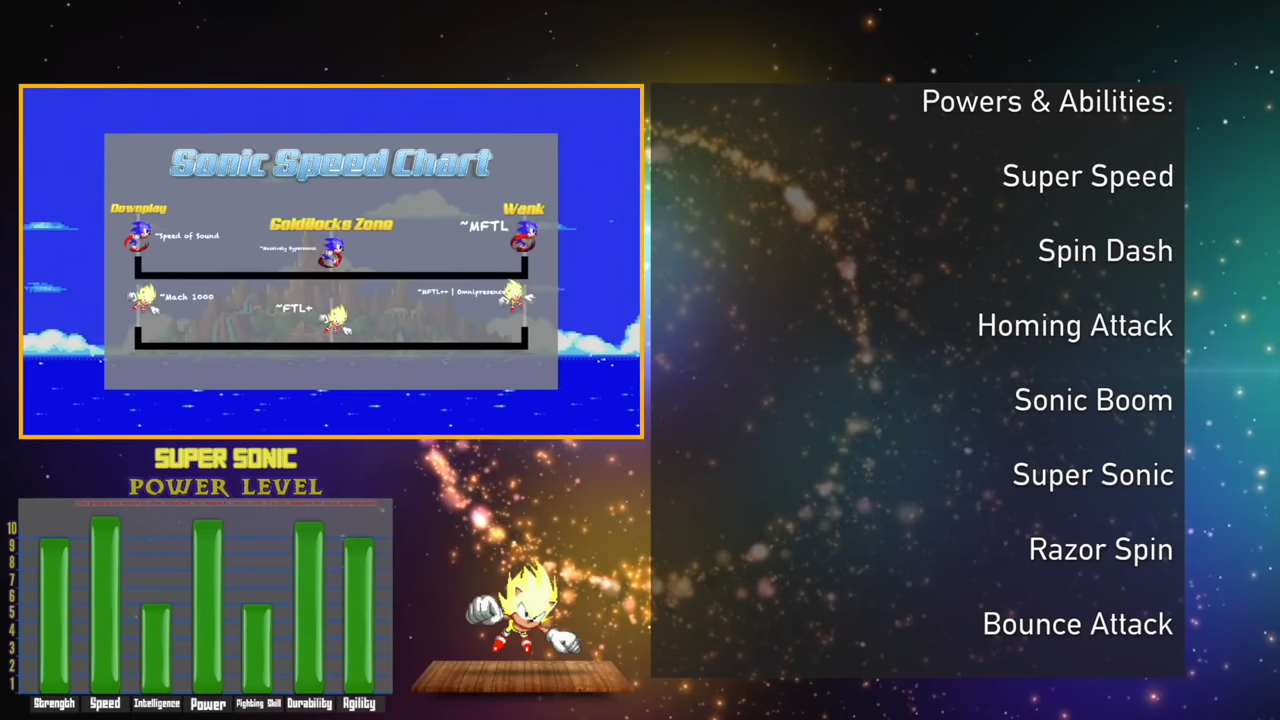 Powers & Abilities:
Super Speed
Spin Dash
Homing Attack
Sonic Boom
Super Sonic
Razor Spin
Bounce Attack
Sonic Speed Chart
Downplay
Goldilocks Zone
Wank
~Speed of Sound
~Massively Hypersonic
~MFTL
~Mach 1000
~FTL+
~MFTL++ | Omnipresence
SUPER SONIC
POWER LEVEL
10
9
8
7
6
5
4
3
2
1
Strength Speed Intelligence Power Fighting Skill Durability Agility